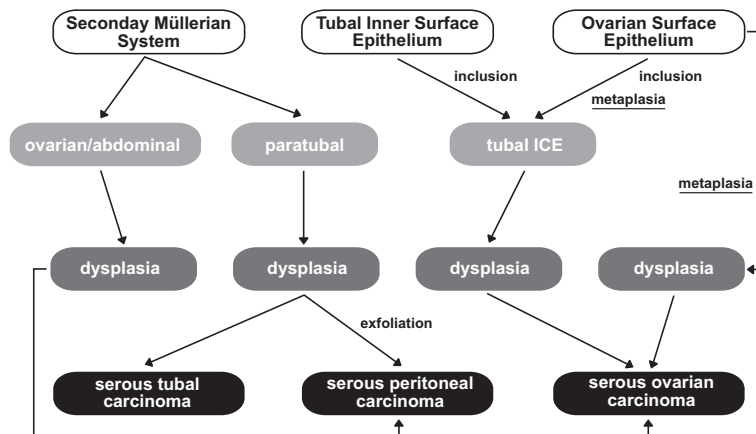 Seconday Müllerian
System
Tubal Inner Surface
Epithelium
Ovarian Surface
Epithelium
inclusion
inclusion
metaplasia
ovarian/abdominal
paratubal
tubal ICE
metaplasia
dysplasia
dysplasia
dysplasia
dysplasia
exfoliation
serous tubal
carcinoma
serous peritoneal
carcinoma
serous ovarian
carcinoma